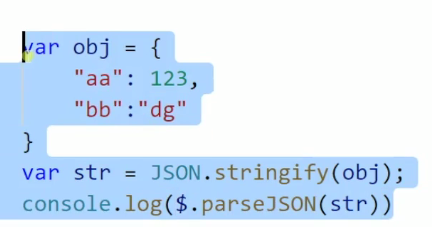 var obj = {
"aa": 123,
"bb":"dg"
}
var str = JSON.stringify(obj);
console.log($.parseJSON(str))